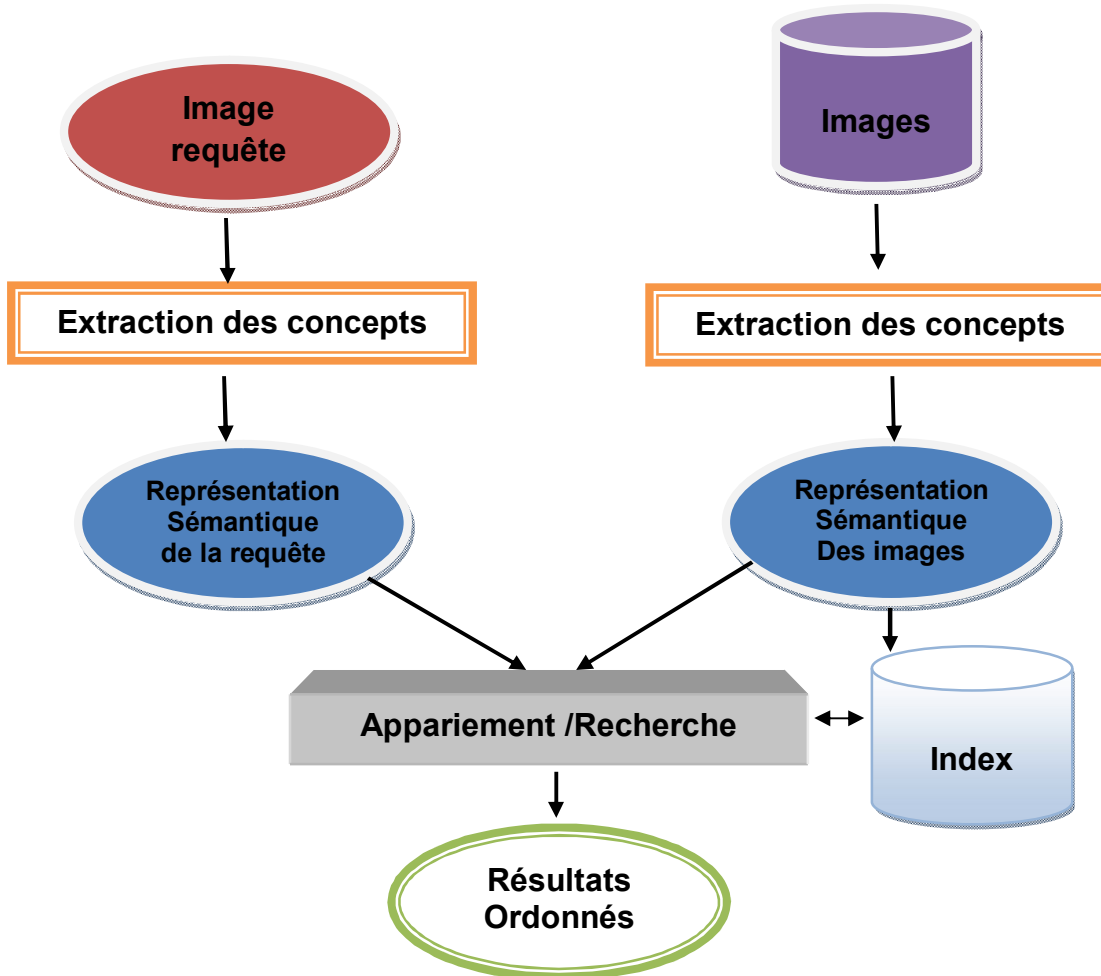 Image
requête
Images
Extraction des concepts
Extraction des concepts
Représentation
Sémantique
de la requête
Représentation
Sémantique
Des images
Appariement /Recherche
Index
Résultats
Ordonnés